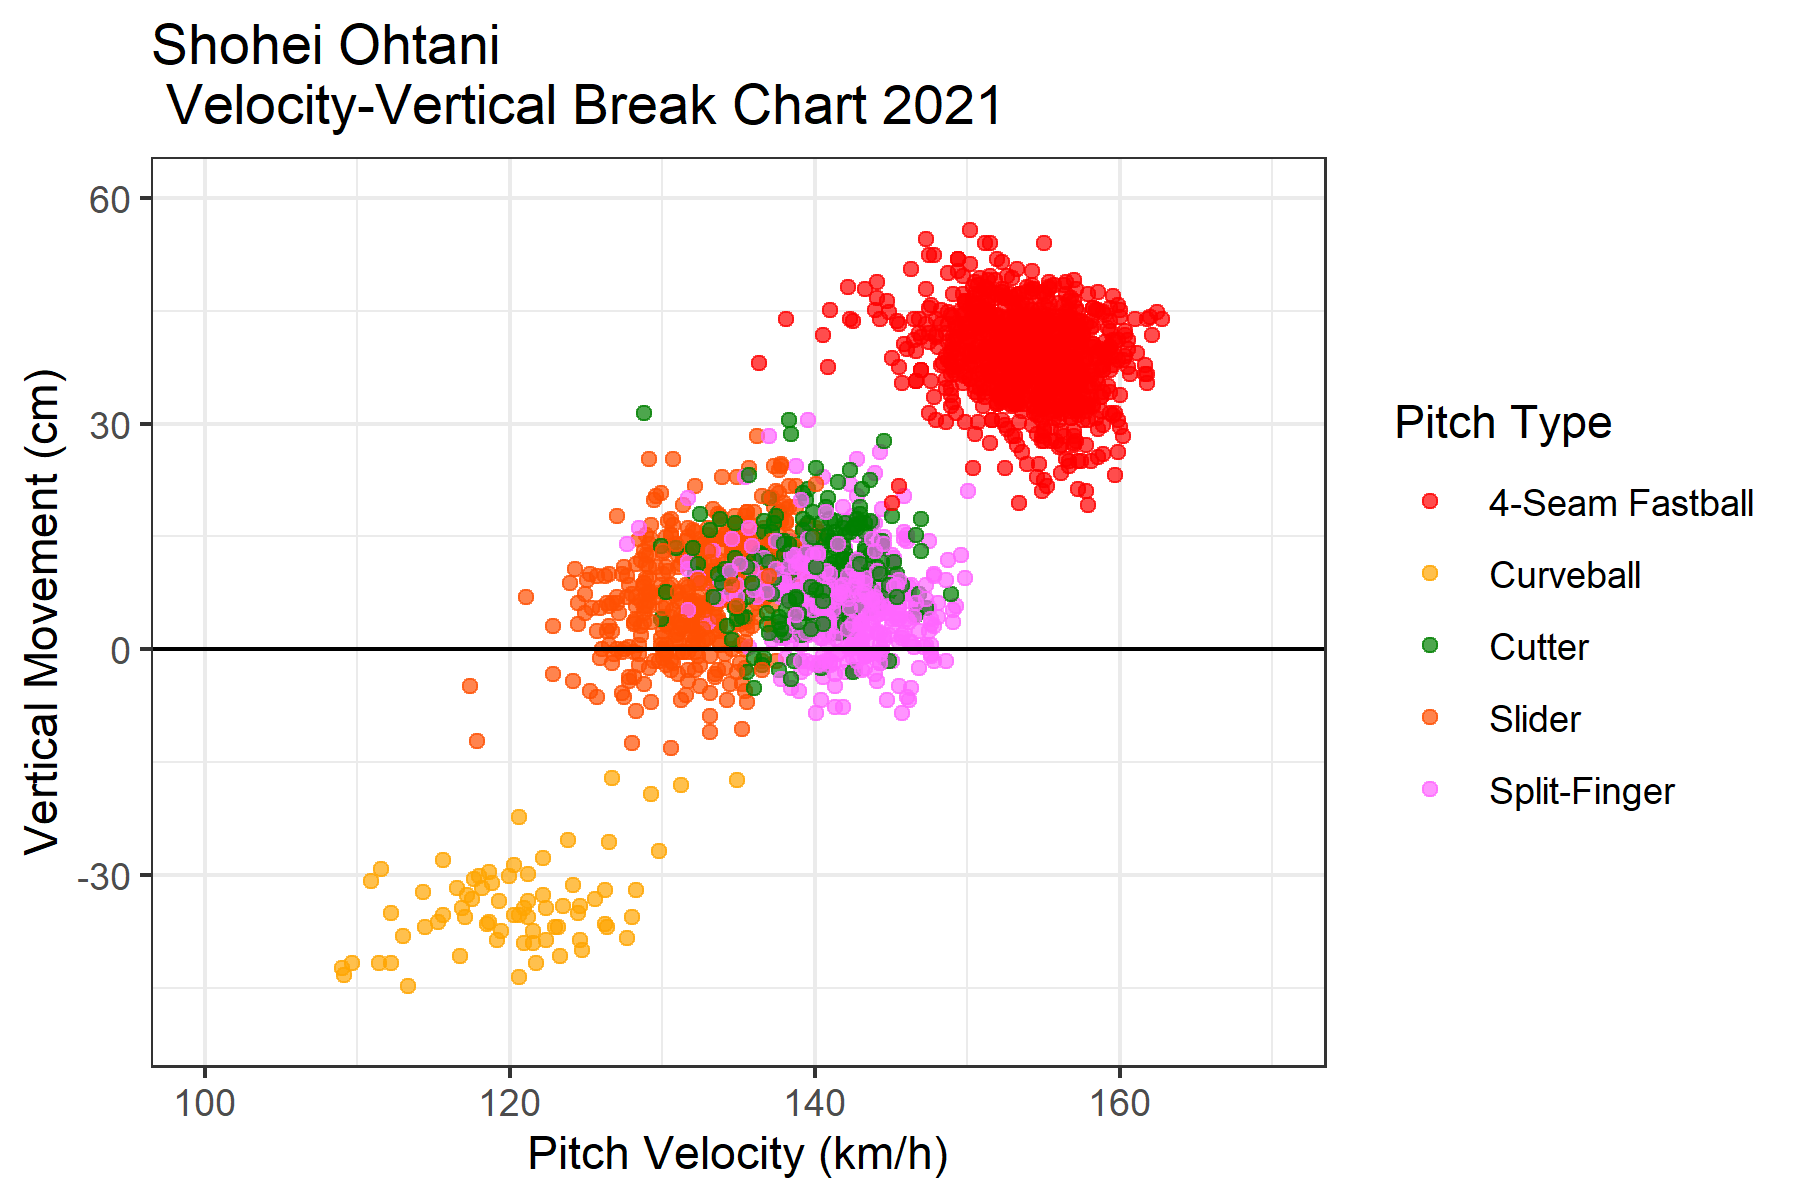 Shohei Ohtani
Velocity-Vertical Break Chart 2021
60
30
0
-30
Vertical Movement (cm)
100 120 140 160
Pitch Velocity (km/h)
Pitch Type
4-Seam Fastball
Curveball
Cutter
Slider
Split-Finger